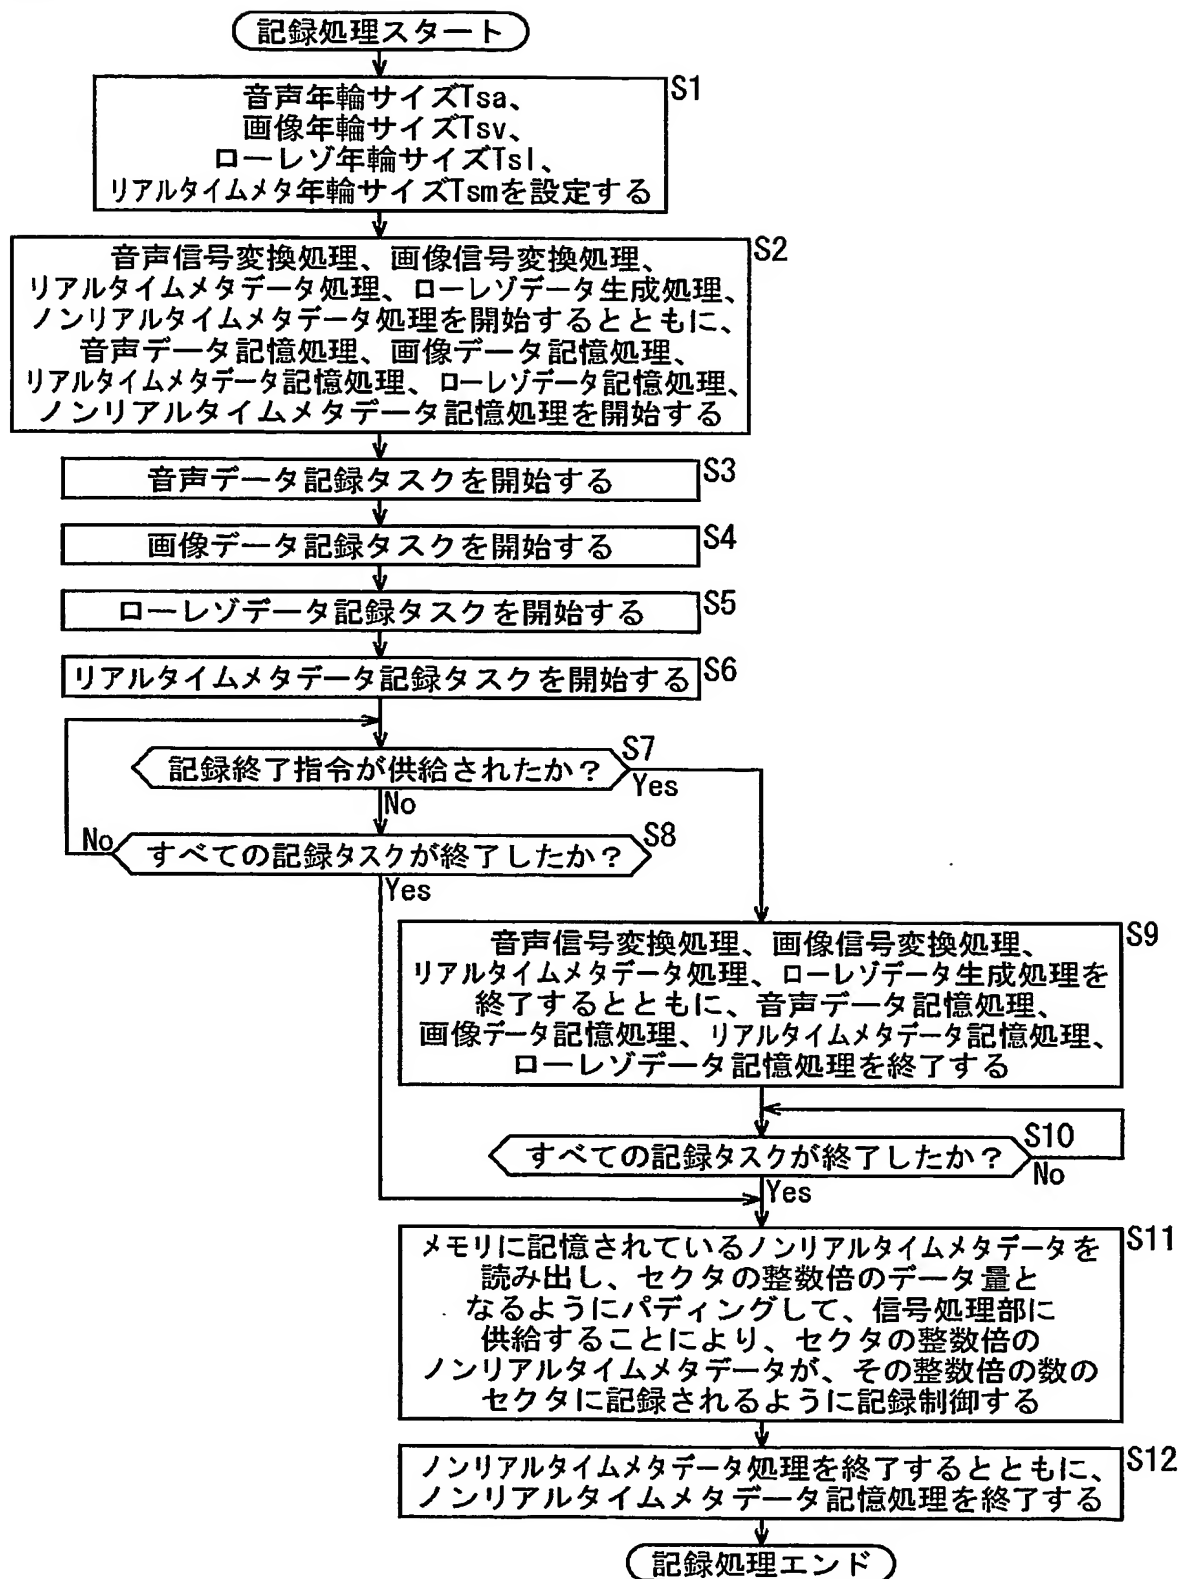 記録処理スタート
S1
音声年輪サイズTsa、
画像年輪サイズTsv、
ローレゾ年輪サイズTsl、
リアルタイムメタ年輪サイズTsmを設定する
S2
音声信号変換処理、画像信号変換処理、
リアルタイムメタデータ処理、ローレゾデータ生成処理、
ノンリアルタイムメタデータ処理を開始するとともに、
音声データ記憶処理、画像データ記憶処理、
リアルタイムメタデータ記憶処理、ローレゾデータ記憶処理、
ノンリアルタイムメタデータ記憶処理を開始する
音声データ記録タスクを開始する S3
画像データ記録タスクを開始する S4
ローレゾデータ記録タスクを開始する S5
リアルタイムメタデータ記録タスクを開始する S6
S7
記録終了指令が供給されたか？
Yes
No
S8
No すべての記録タスクが終了したか？
Yes
S9
音声信号変換処理、画像信号変換処理、
リアルタイムメタデータ処理、ローレゾデータ生成処理を
終了するとともに、音声データ記憶処理、
画像データ記憶処理、リアルタイムメタデータ記憶処理、
ローレゾデータ記憶処理を終了する
S10
すべての記録タスクが終了したか？
No
Yes
S11
メモリに記憶されているノンリアルタイムメタデータを
読み出し、セクタの整数倍のデータ量と
なるようにパディングして、信号処理部に
供給することにより、セクタの整数倍の
ノンリアルタイムメタデータが、その整数倍の数の
セクタに記録されるように記録制御する
S12
ノンリアルタイムメタデータ処理を終了するとともに、
ノンリアルタイムメタデータ記憶処理を終了する
記録処理エンド